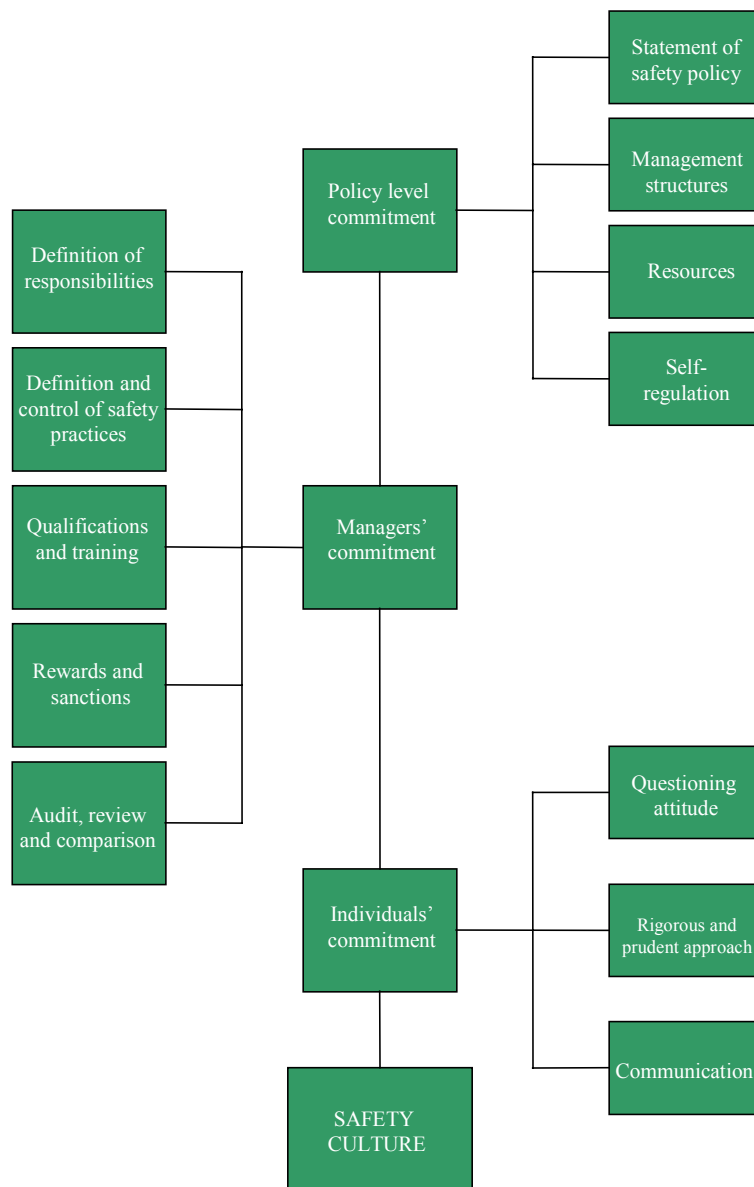 Statement of
safety policy
Management
structures
Policy level
commitment
Resources
Self-
regulation
Definition of
responsibilities
Definition and
control of safety
practices
Qualifications
and training
Rewards and
sanctions
Audit, review
and comparison
Managers’
commitment
Questioning
attitude
Individuals’
commitment
Rigorous and
prudent approach
Communication
SAFETY
CULTURE